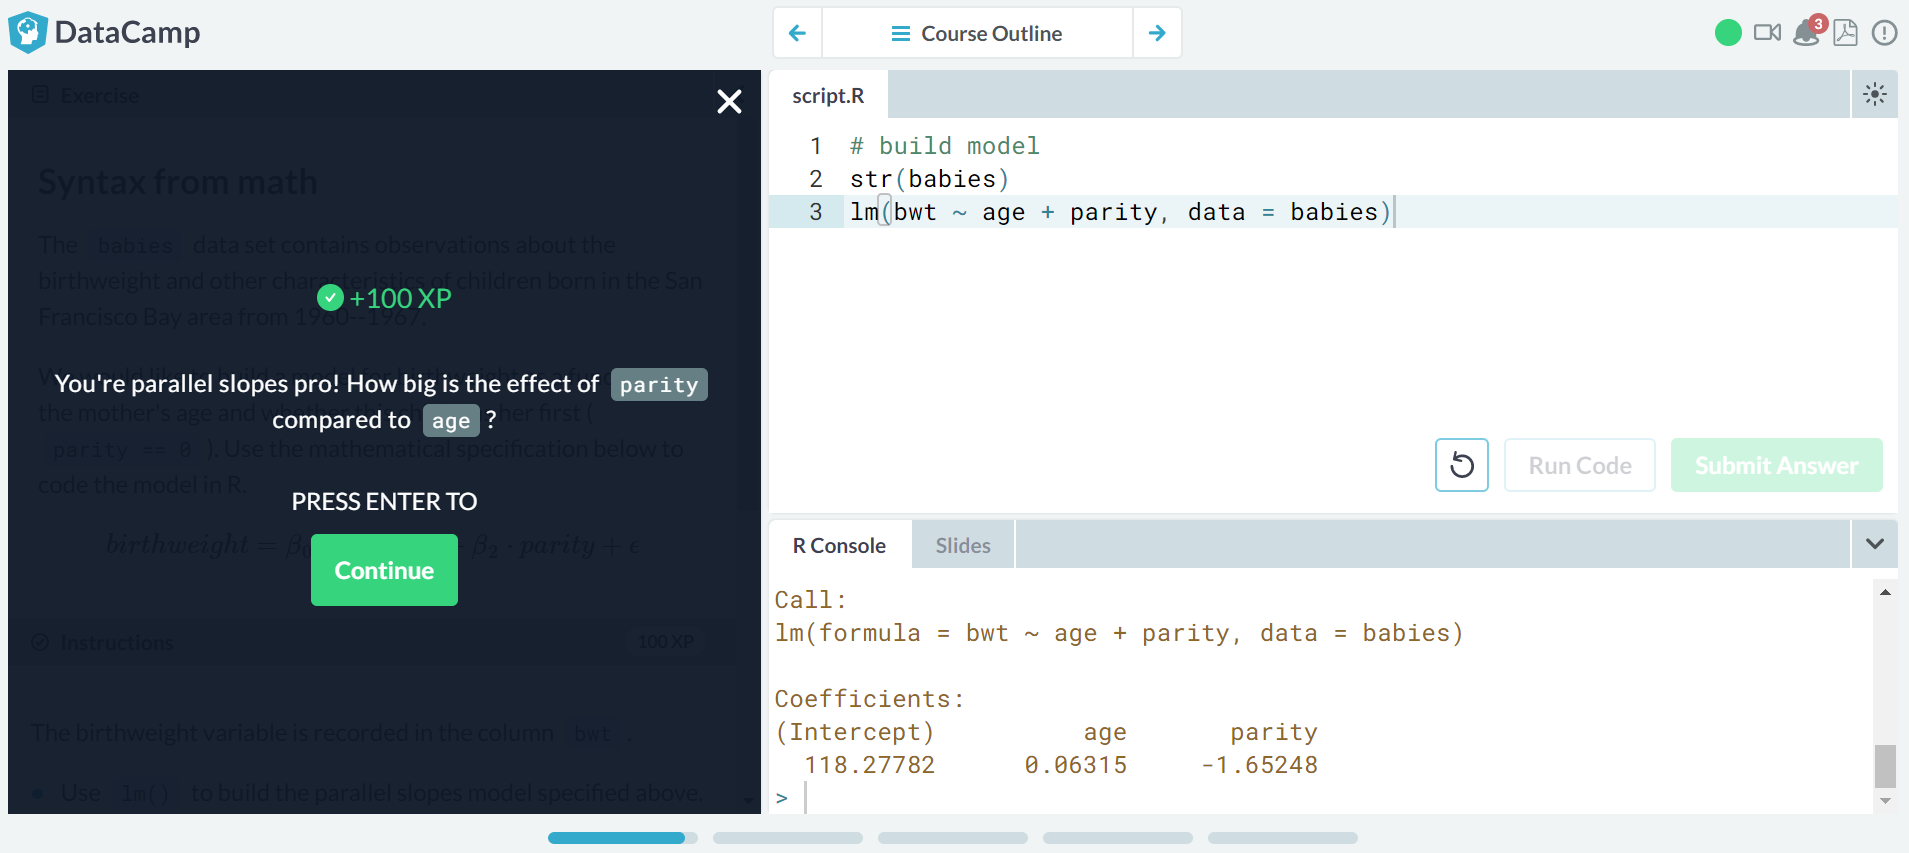 DataCamp
Course Outline
3
Exercise
Syntax from math
The babies data set contains observations about the
birthweight and other characteristics of children born in the San
Francisco Bay area from 1960--1967.
+100 XP
You're parallel slopes pro! How big is the effect of parity
compared to age ?
the mother's age and
her first (
parity == 0 ). Use the mathematical specification below to
code the model in R.
PRESS ENTER TO
birthweight = β₀
β₂ · parity + ϵ
Continue
Instructions
100 XP
The birthweight variable is recorded in the column bwt .
Use lm() to build the parallel slopes model specified above.
script.R
1 # build model
2 str(babies)
3 lm(bwt ~ age + parity, data = babies)
Run Code
Submit Answer
R Console
Slides
Call:
lm(formula = bwt ~ age + parity, data = babies)
Coefficients:
(Intercept) age parity
118.27782 0.06315 -1.65248
>